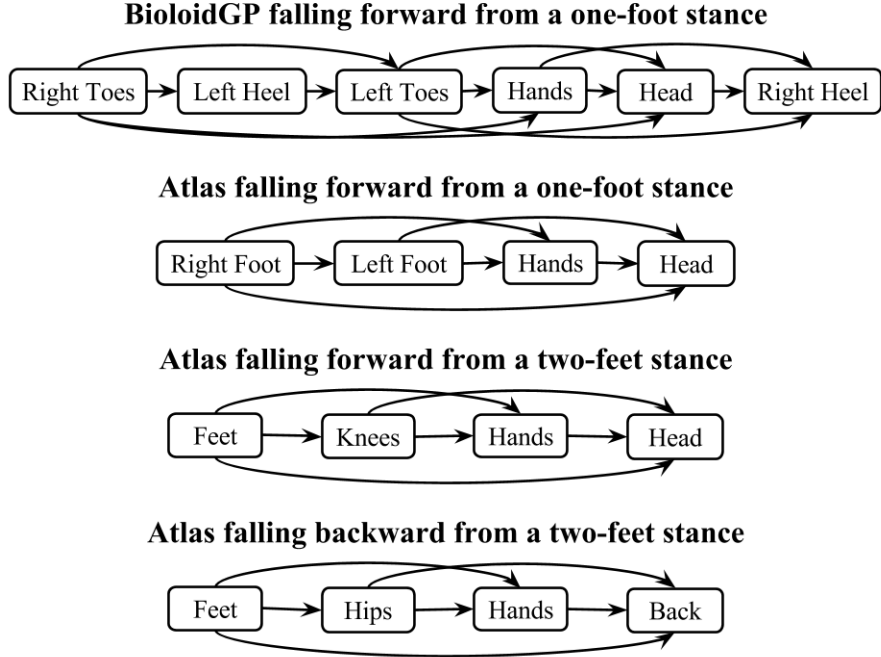 BioloidGP falling forward from a one-foot stance
Right Toes Left Heel Left Toes Hands Head Right Heel
Atlas falling forward from a one-foot stance
Right Foot Left Foot Hands Head
Atlas falling forward from a two-feet stance
Feet Knees Hands Head
Atlas falling backward from a two-feet stance
Feet Hips Hands Back